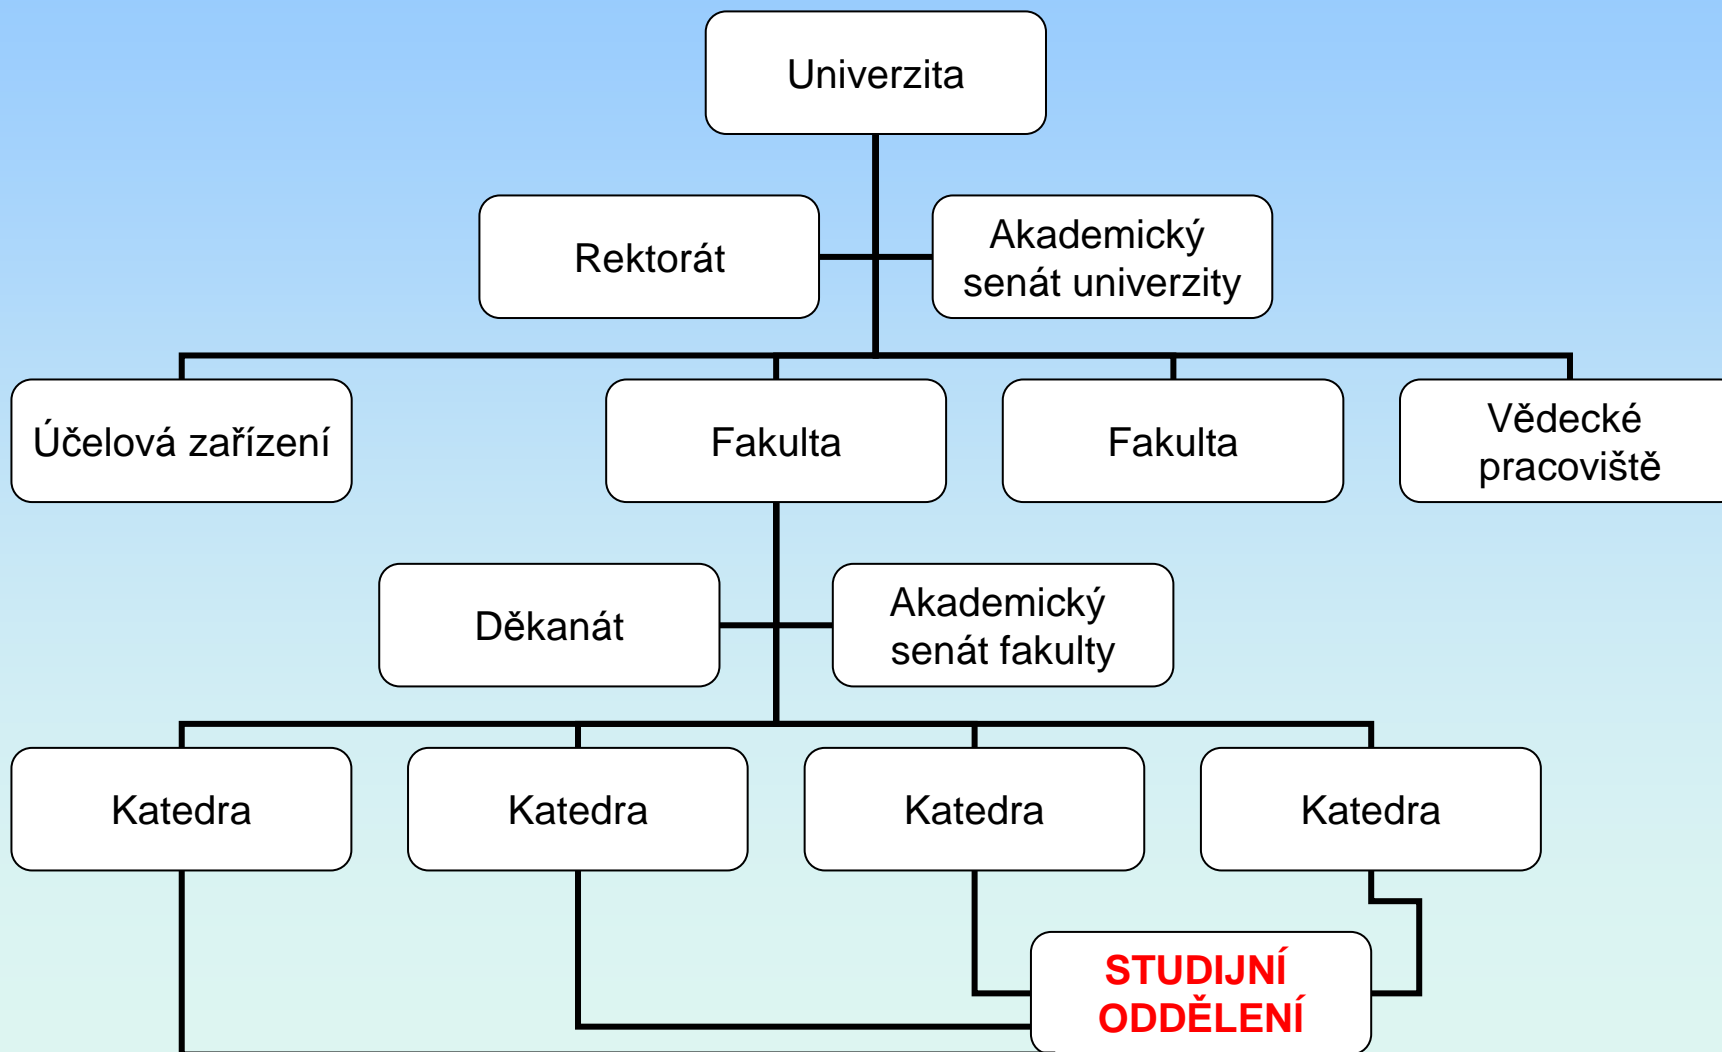 Univerzita
Rektorát
Akademický
senát univerzity
Účelová zařízení
Fakulta
Fakulta
Vědecké
pracoviště
Děkanát
Akademický
senát fakulty
Katedra
Katedra
Katedra
Katedra
STUDIJNÍ
ODDĚLENÍ